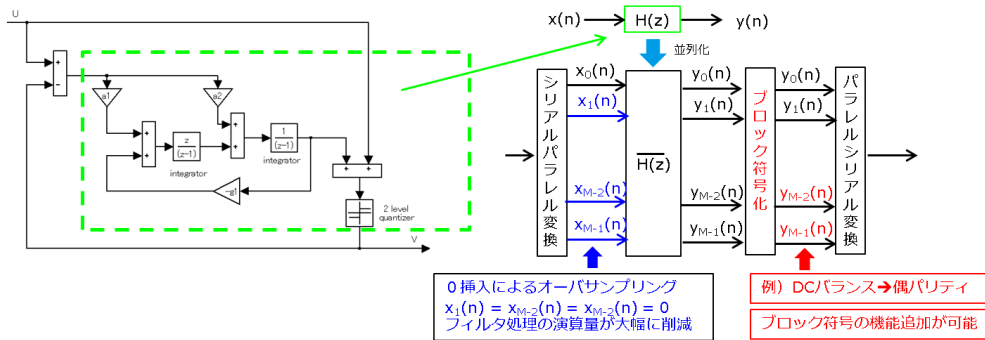 U
+
−
a1
a2
+
+
z
(z-1)
integrator
+
+
1
(z-1)
integrator
-g1
+
+
2 level
quantizer
V
x(n)
H(z)
y(n)
並列化
シリアルパラレル変換
x0(n)
x1(n)
xM-2(n)
xM-1(n)
H(z)
y0(n)
y1(n)
yM-2(n)
yM-1(n)
ブロック符号化
y0(n)
y1(n)
yM-2(n)
yM-1(n)
パラレルシリアル変換
0挿入によるオーバサンプリング
x1(n) = xM-2(n) = xM-2(n) = 0
フィルタ処理の演算量が大幅に削減
例）DCバランス➔偶パリティ
ブロック符号の機能追加が可能